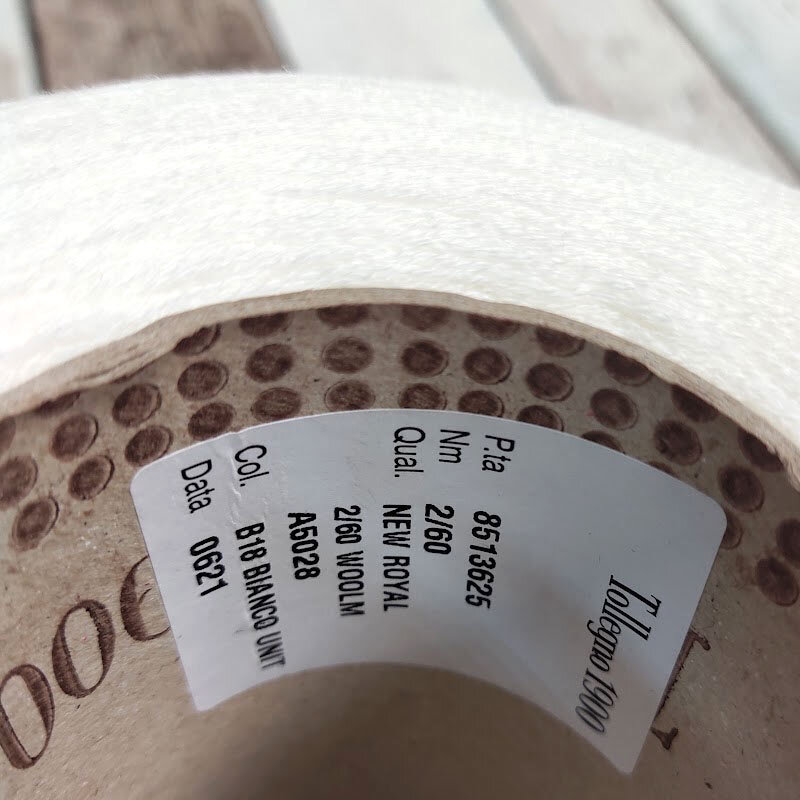 Tollegno 1900
P.ta 8513625
Nm 2/60
Qual. NEW ROYAL
2/60 WOOLM
A5028
Col. B18 BIANCO UNIT
Data 0621
900